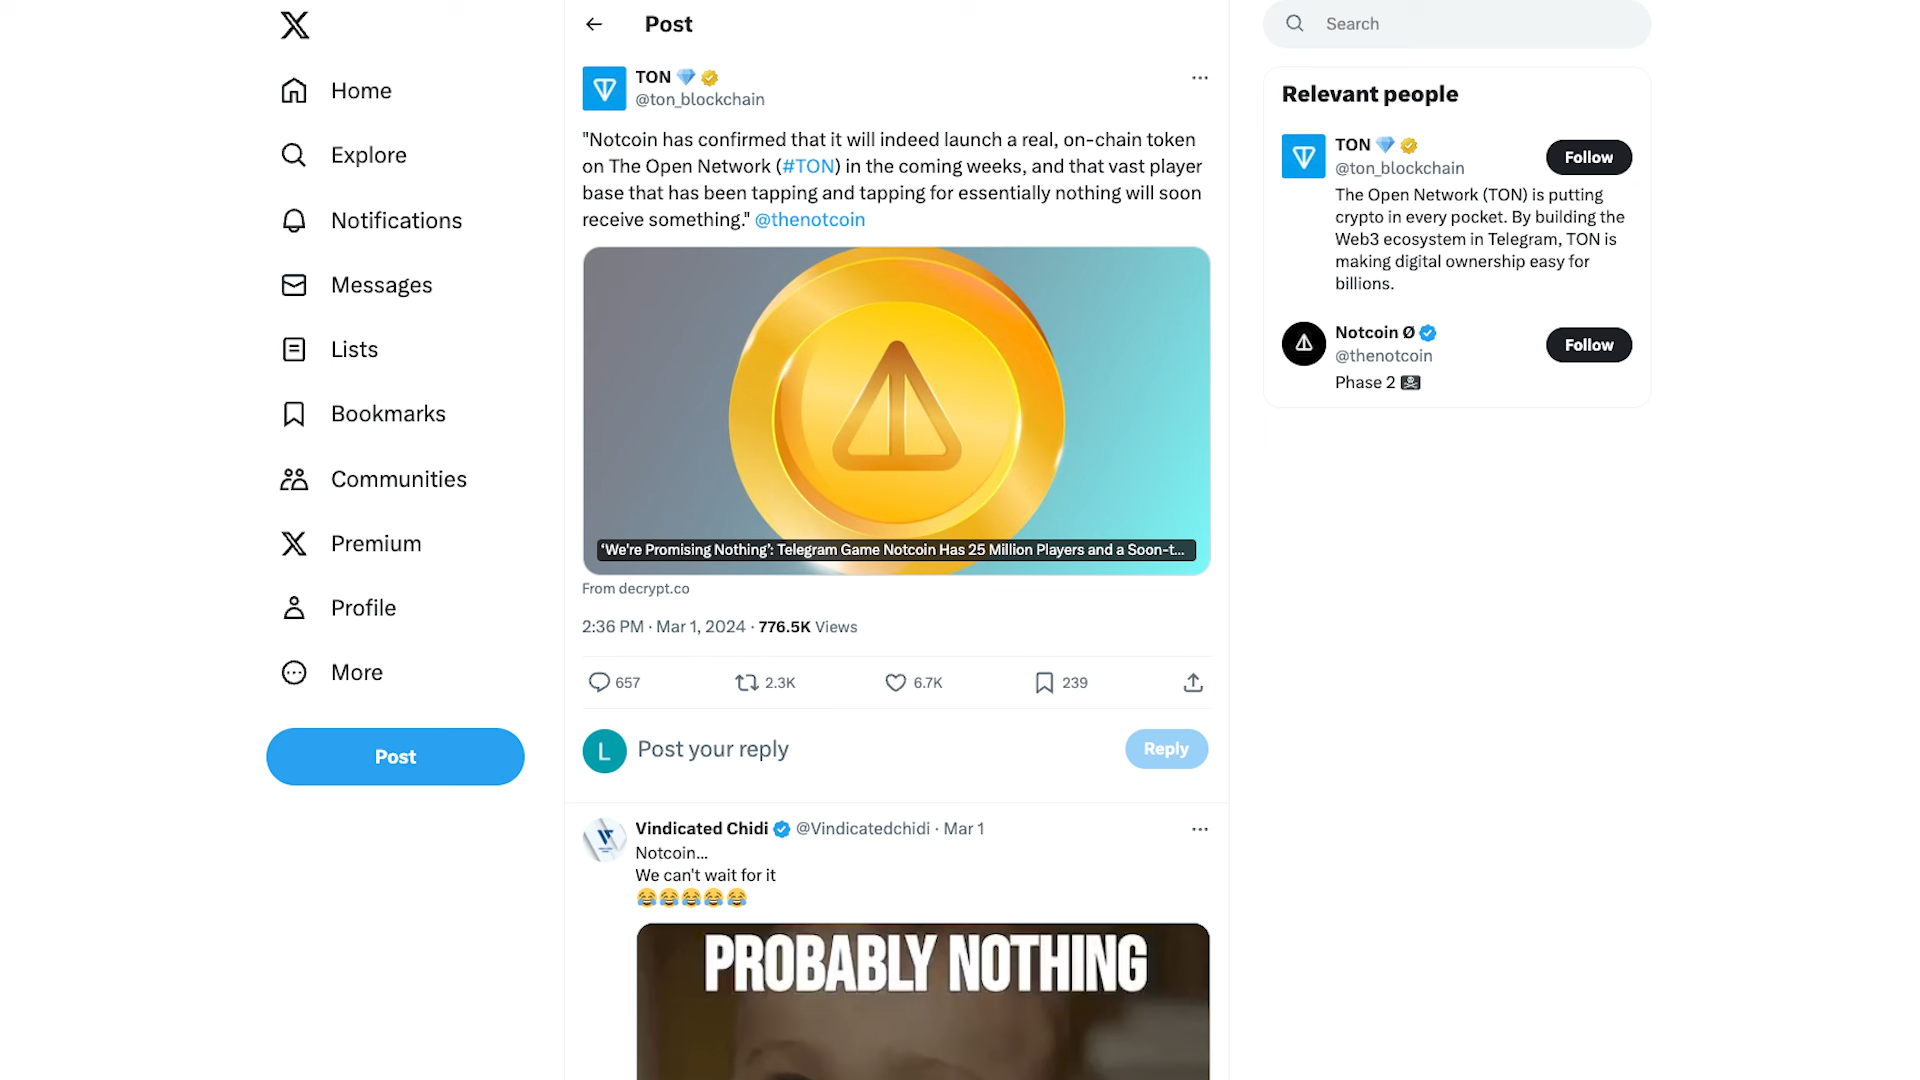 Home
Explore
Notifications
Messages
Lists
Bookmarks
Communities
Premium
Profile
More
Post
Post
TON
@ton_blockchain
"Notcoin has confirmed that it will indeed launch a real, on-chain token
on The Open Network (#TON) in the coming weeks, and that vast player
base that has been tapping and tapping for essentially nothing will soon
receive something." @thenotcoin
‘We're Promising Nothing’: Telegram Game Notcoin Has 25 Million Players and a Soon-t...
From decrypt.co
2:36 PM · Mar 1, 2024 · 776.5K Views
657 2.3K 6.7K 239
L Post your reply Reply
Vindicated Chidi @Vindicatedchidi · Mar 1
Notcoin...
We can't wait for it
PROBABLY NOTHING
Search
Relevant people
TON
@ton_blockchain
Follow
The Open Network (TON) is putting
crypto in every pocket. By building the
Web3 ecosystem in Telegram, TON is
making digital ownership easy for
billions.
Notcoin Ø
@thenotcoin
Follow
Phase 2